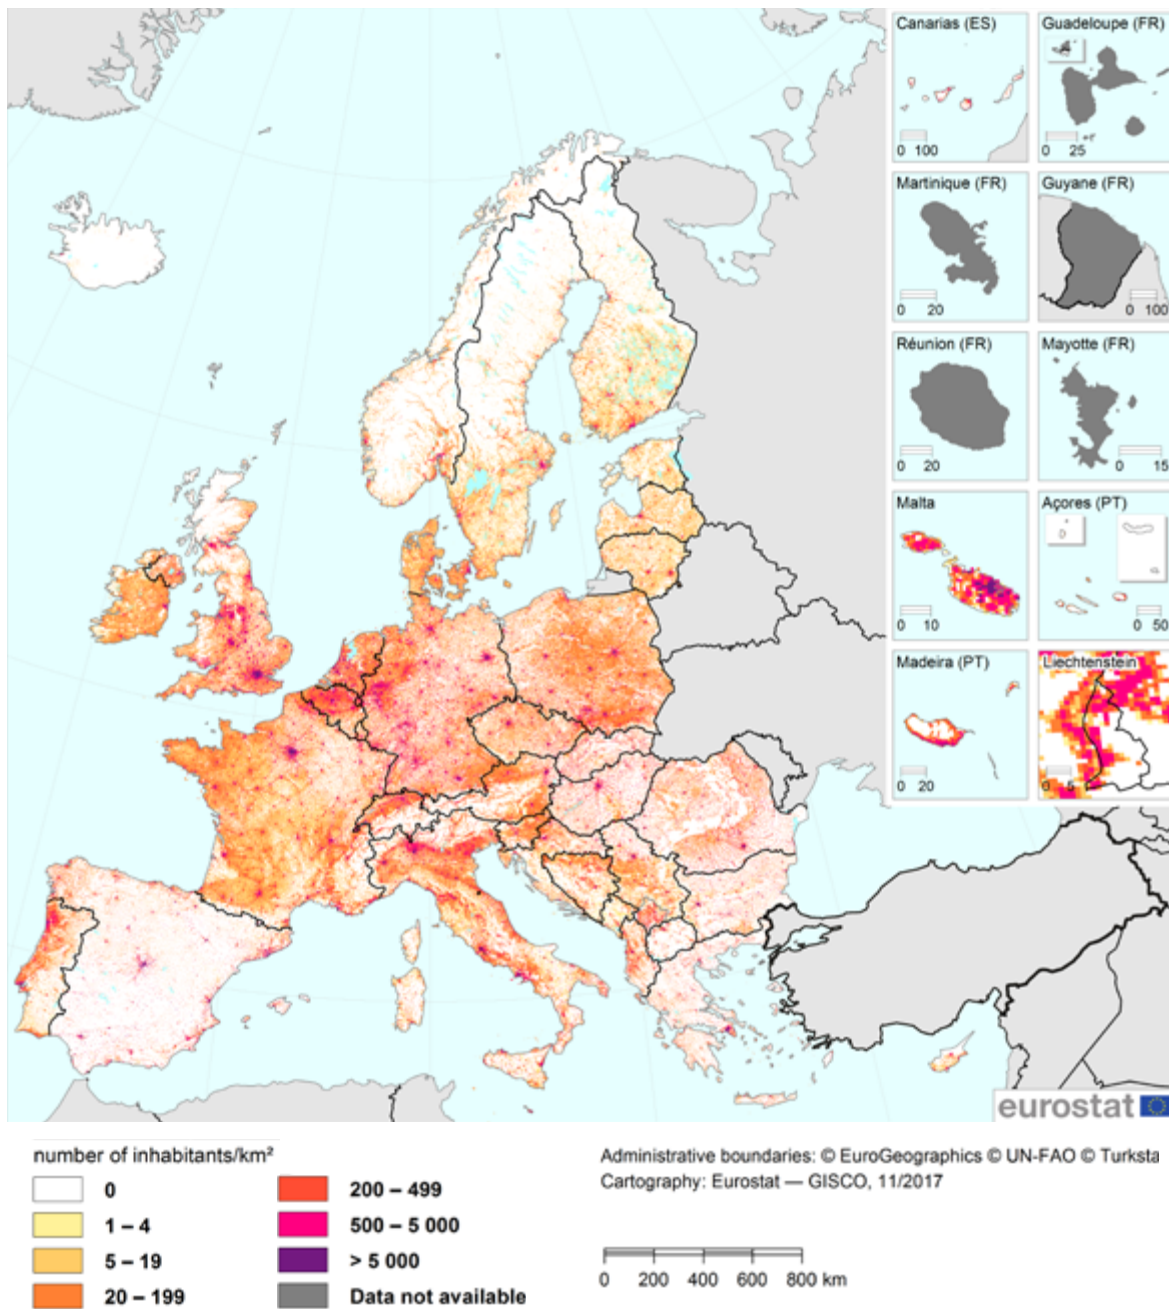 Canarias (ES)
0 100
Guadeloupe (FR)
0 25
Martinique (FR)
0 20
Guyane (FR)
0 100
Réunion (FR)
0 20
Mayotte (FR)
0 15
Malta
0 10
Açores (PT)
0 50
Madeira (PT)
0 20
Liechtenstein
0 5
eurostat
number of inhabitants/km²
0
1 – 4
5 – 19
20 – 199
200 – 499
500 – 5 000
> 5 000
Data not available
Administrative boundaries: © EuroGeographics © UN-FAO © Turksta
Cartography: Eurostat — GISCO, 11/2017
0 200 400 600 800 km